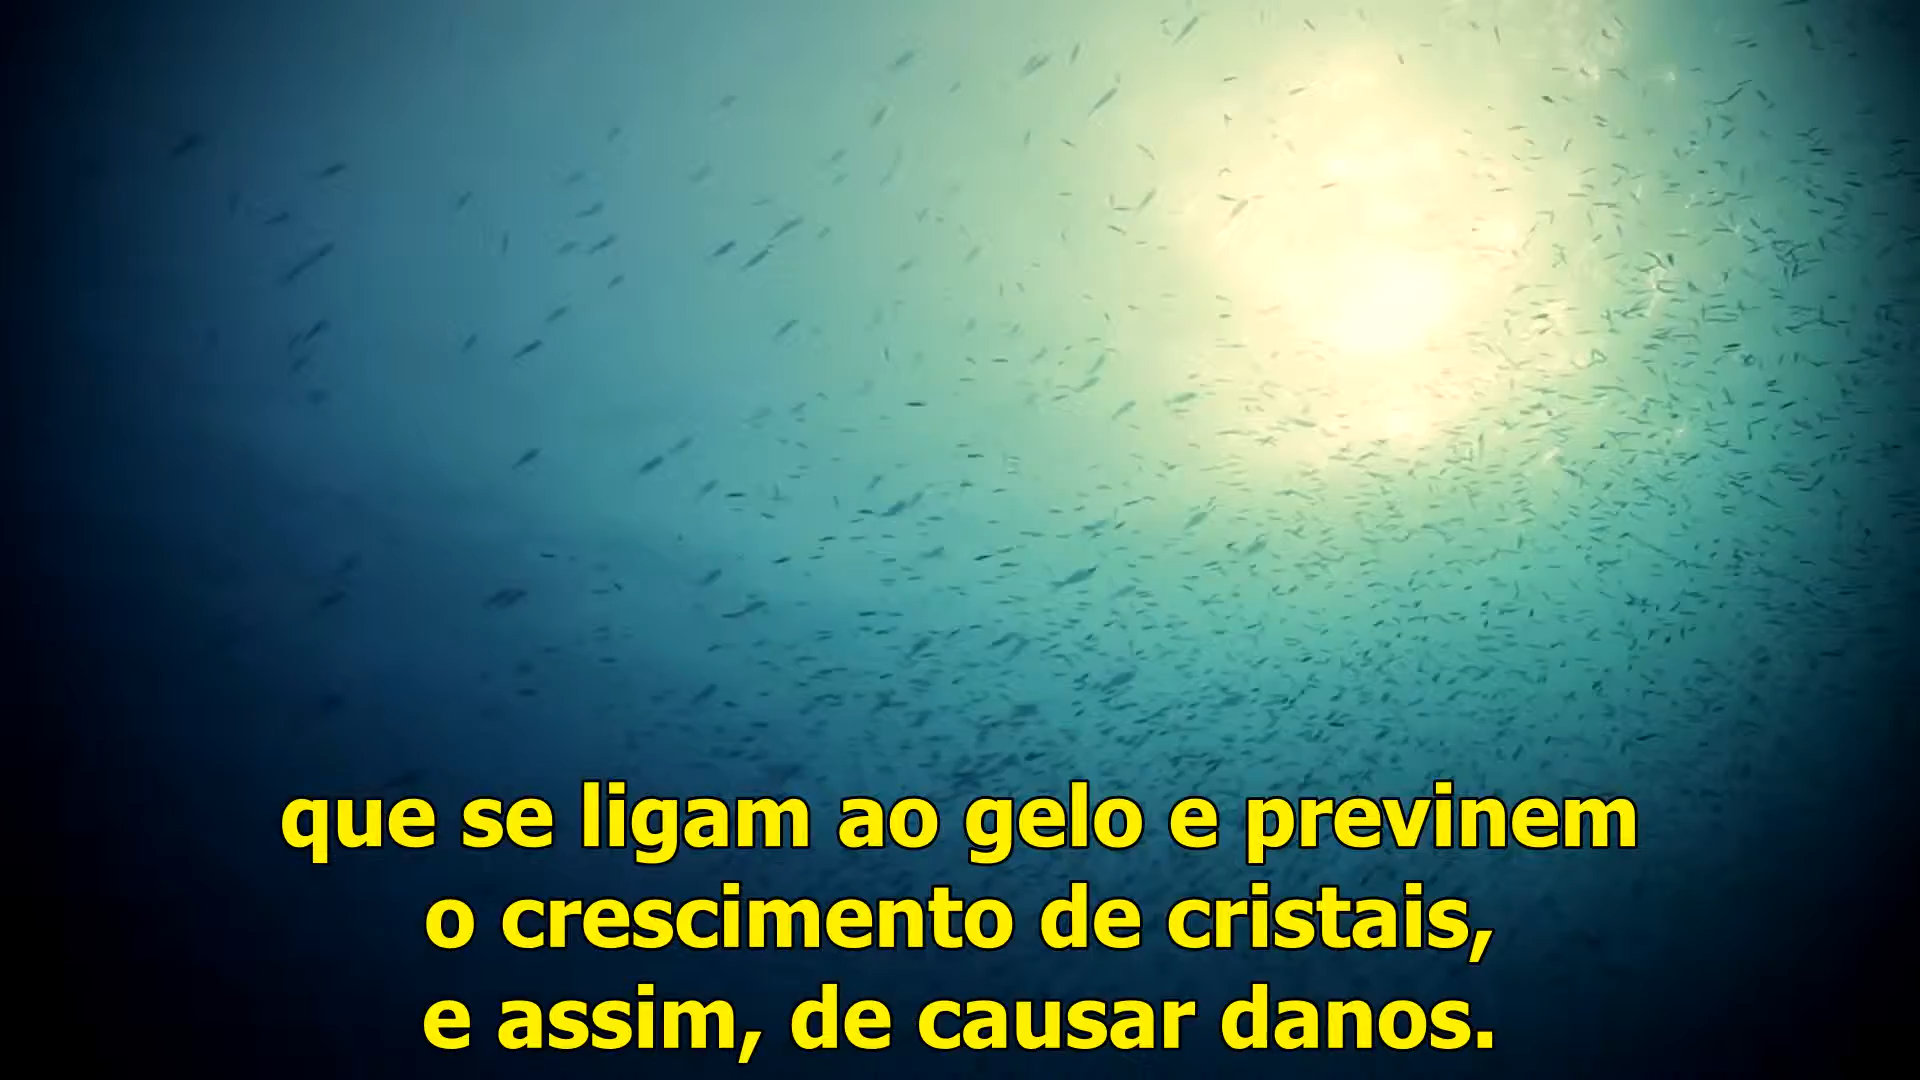 que se ligam ao gelo e previnem
o crescimento de cristais,
e assim, de causar danos.